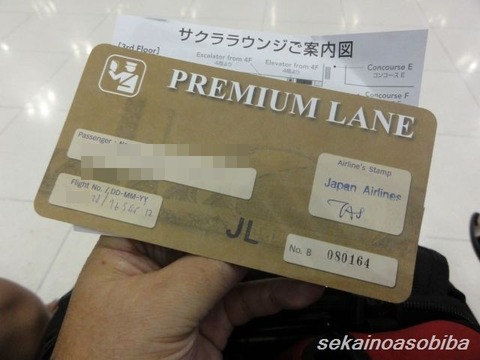 サクララウンジご案内図
[3rd Floor]
Escalator from 4F
Elevator from 4F
Concourse E
コンコース E
Concourse F
PREMIUM LANE
Passenger :
Airline's Stamp
Japan Airlines
Flight No. / DD-MM-YY
JL
No. B 080164
sekainoasobiba